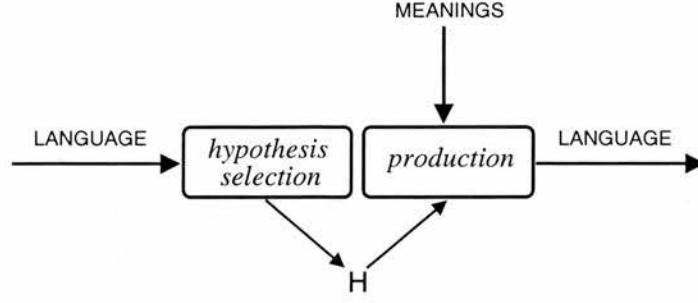 MEANINGS
LANGUAGE
hypothesis
selection
production
LANGUAGE
H